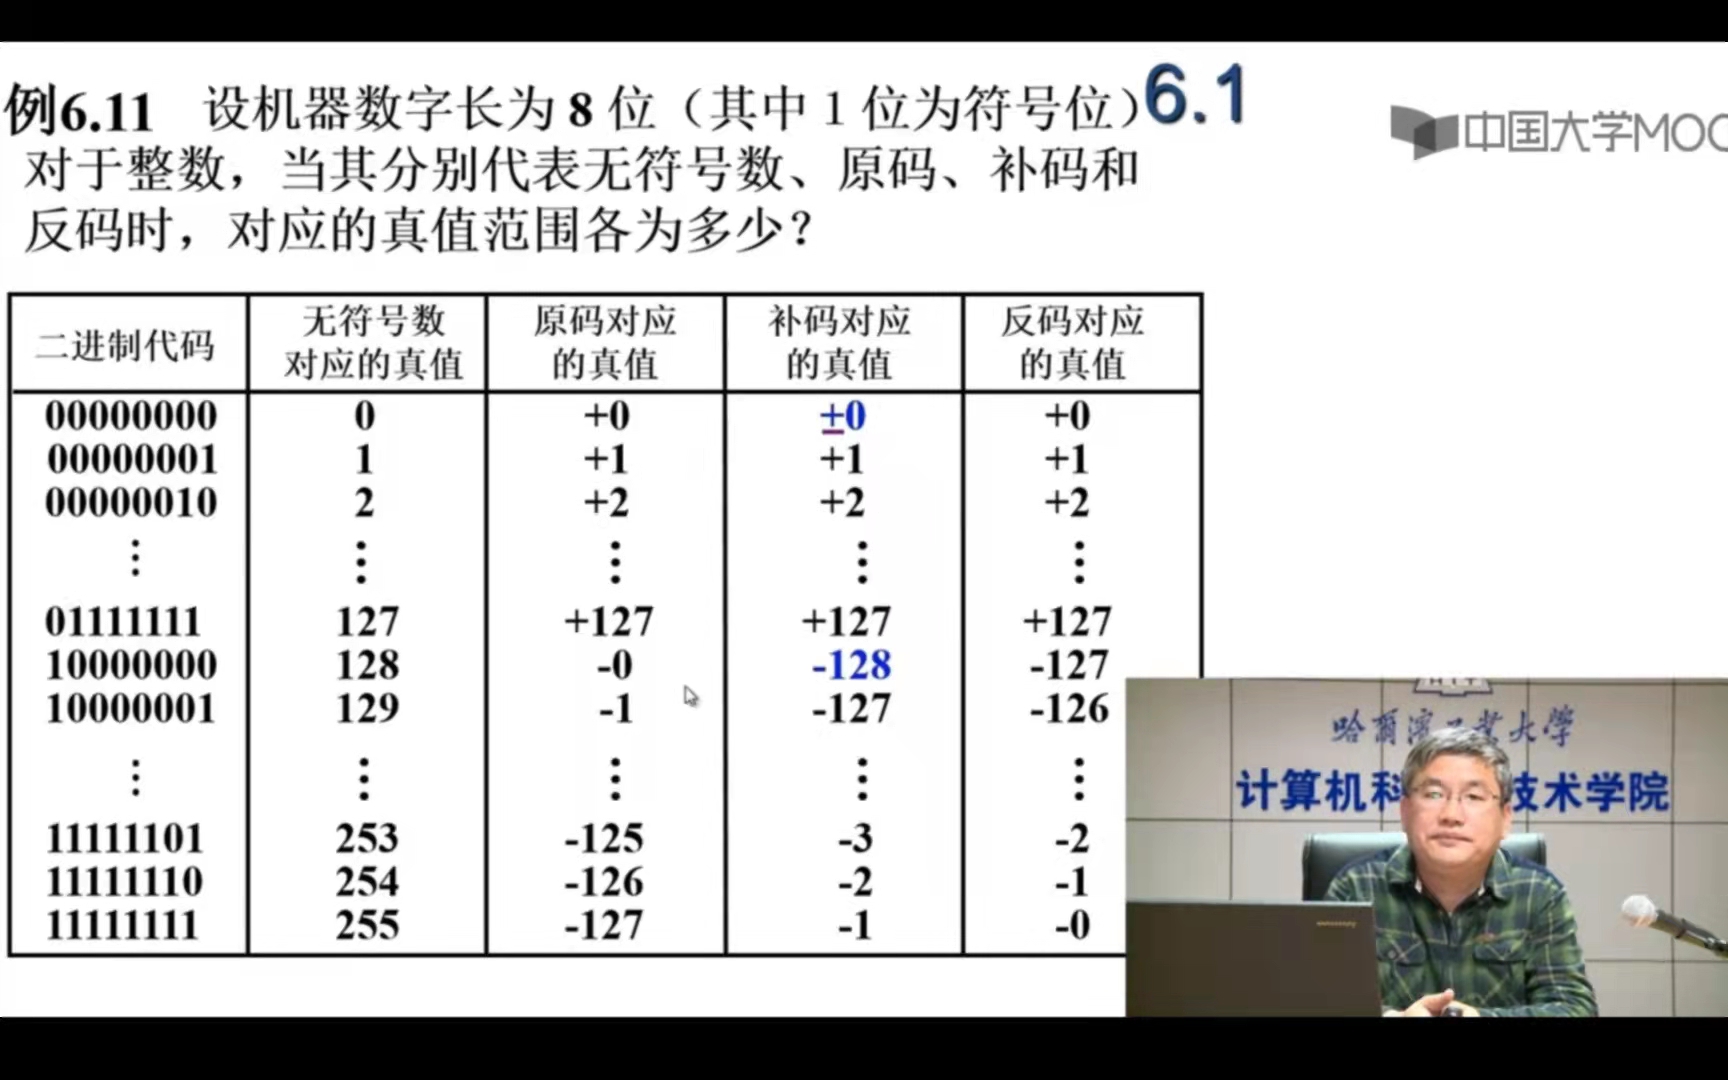 例6.11 设机器数字长为 8 位（其中 1 位为符号位） 6.1
中国大学MOO
对于整数，当其分别代表无符号数、原码、补码和
反码时，对应的真值范围各为多少？
二进制代码 无符号数对应的真值 原码对应的真值 补码对应的真值 反码对应的真值
00000000 0 +0 ±0 +0
00000001 1 +1 +1 +1
00000010 2 +2 +2 +2
⋮ ⋮ ⋮ ⋮ ⋮
01111111 127 +127 +127 +127
10000000 128 -0 -128 -127
10000001 129 -1 -127 -126
⋮ ⋮ ⋮ ⋮ ⋮
11111101 253 -125 -3 -2
11111110 254 -126 -2 -1
11111111 255 -127 -1 -0
哈尔滨工业大学
计算机科 技术学院